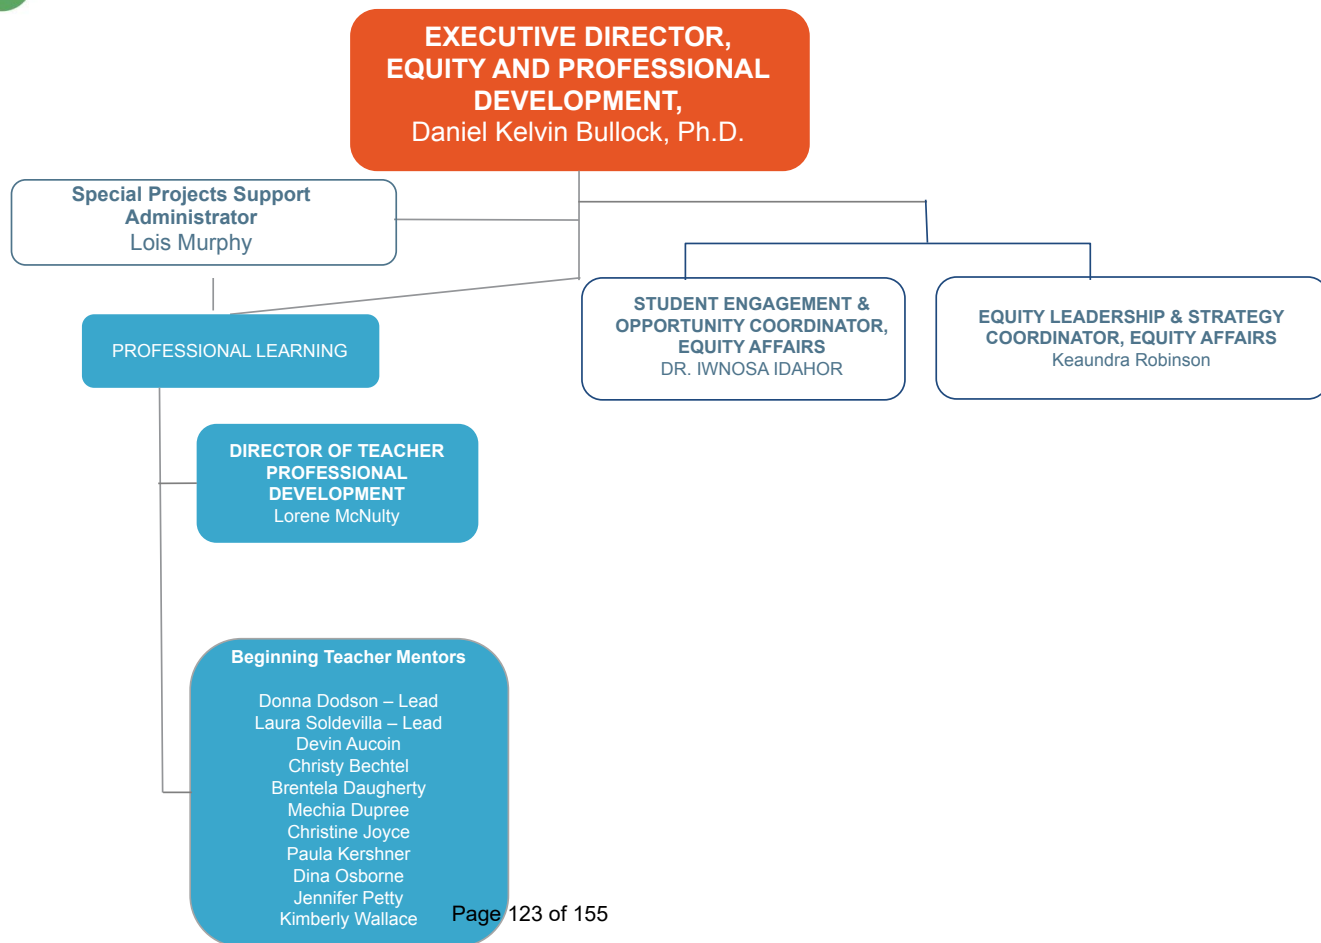 EXECUTIVE DIRECTOR,
EQUITY AND PROFESSIONAL
DEVELOPMENT,
Daniel Kelvin Bullock, Ph.D.
Special Projects Support
Administrator
Lois Murphy
STUDENT ENGAGEMENT &
OPPORTUNITY COORDINATOR,
EQUITY AFFAIRS
DR. IWNOSA IDAHOR
EQUITY LEADERSHIP & STRATEGY
COORDINATOR, EQUITY AFFAIRS
Keaundra Robinson
PROFESSIONAL LEARNING
DIRECTOR OF TEACHER
PROFESSIONAL
DEVELOPMENT
Lorene McNulty
Beginning Teacher Mentors
Donna Dodson – Lead
Laura Soldevilla – Lead
Devin Aucoin
Christy Bechtel
Brentela Daugherty
Mechia Dupree
Christine Joyce
Paula Kershner
Dina Osborne
Jennifer Petty
Kimberly Wallace
Page 123 of 155